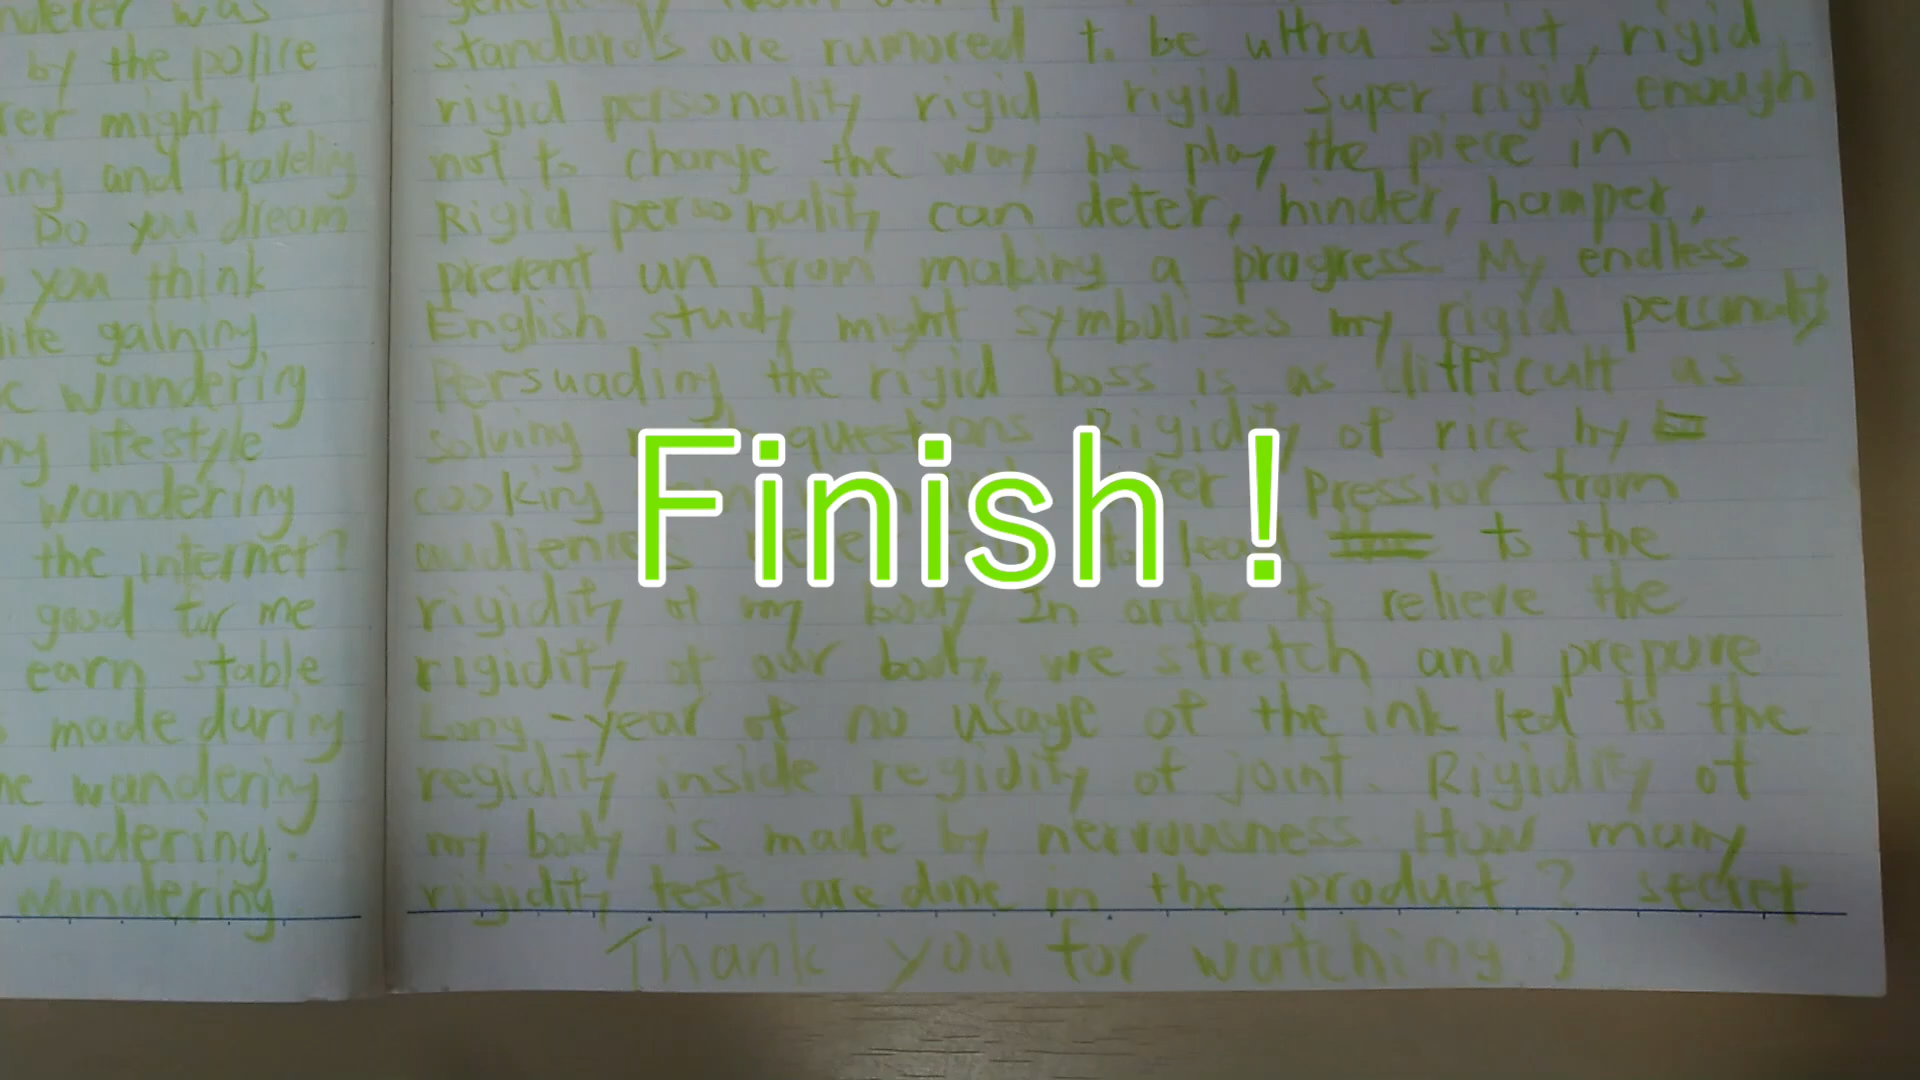 nderer was
by the police
rer might be
ing and traveling
Do you dream
you think
life gaining
c wandering
my lifestyle
wandering
the internet?
good for me
earn stable
made during
ne wandering
wandering.
wandering
standards are rumored to be ultra strict, rigid
rigid personality rigid rigid super rigid enough
not to change the way he play the piece in
Rigid personality can deter, hinder, hamper,
prevent un from making a progress My endless
English study might symbolizes my rigid personality
Persuading the rigid boss is as difficult as
solving questions Rigidity of rice by
cooking Pression from
audiences to the
rigidity of my body In order to relieve the
rigidity of our body, we stretch and prepare
Long-year of no usage of the ink led to the
regidity inside regidity of joint. Rigidity of
my body is made by nervousness How many
rigidity tests are done in the product? secret
Thank you for watching )
Finish !